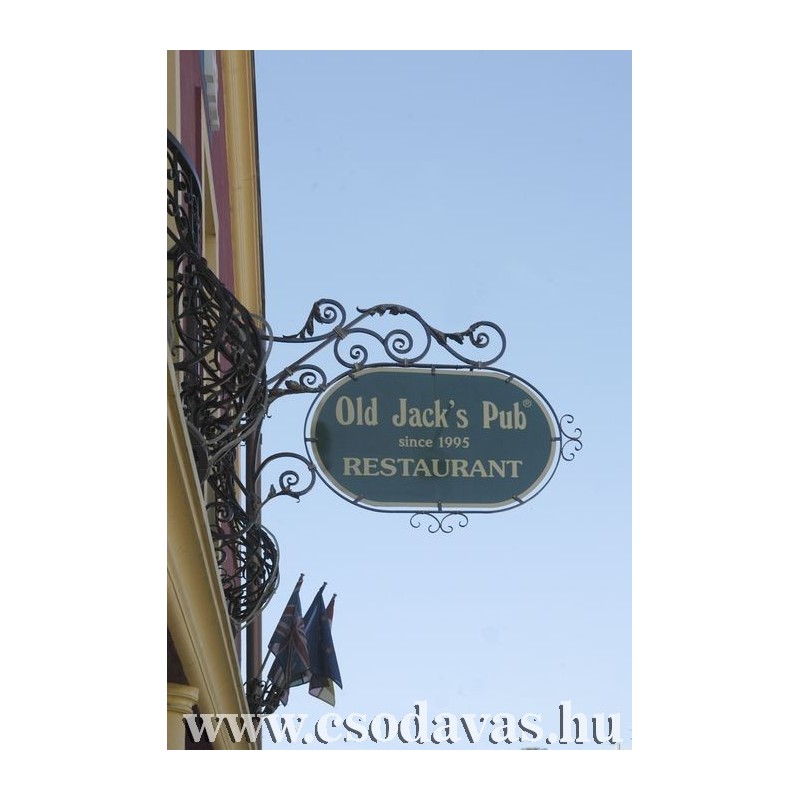 Old Jack's Pub®
since 1995
RESTAURANT
www.csodavas.hu